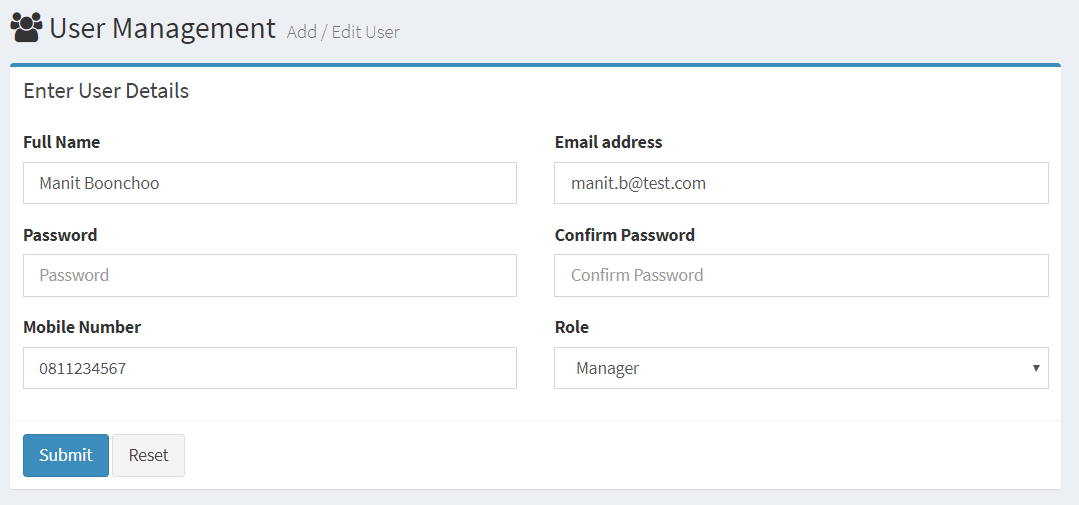 User Management Add / Edit User
Enter User Details
Full Name
Email address
Manit Boonchoo
manit.b@test.com
Password
Confirm Password
Password
Confirm Password
Mobile Number
Role
0811234567
Manager
Submit
Reset